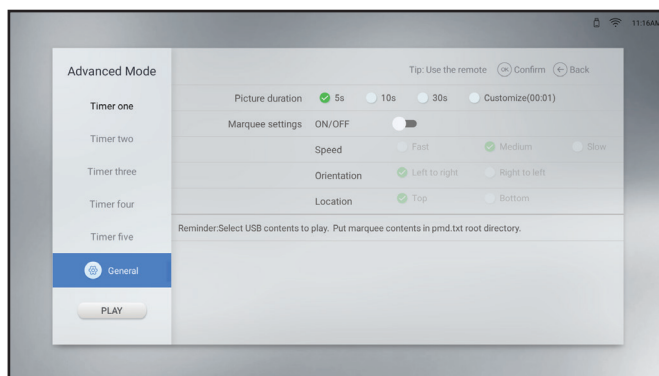 11:16AM
Advanced Mode
Tip: Use the remote OK Confirm Back
Timer one
Picture duration 5s 10s 30s Customize(00:01)
Marquee settings ON/OFF
Timer two
Speed Fast Medium Slow
Timer three
Orientation Left to right Right to left
Timer four
Location Top Bottom
Timer five
Reminder:Select USB contents to play. Put marquee contents in pmd.txt root directory.
General
PLAY